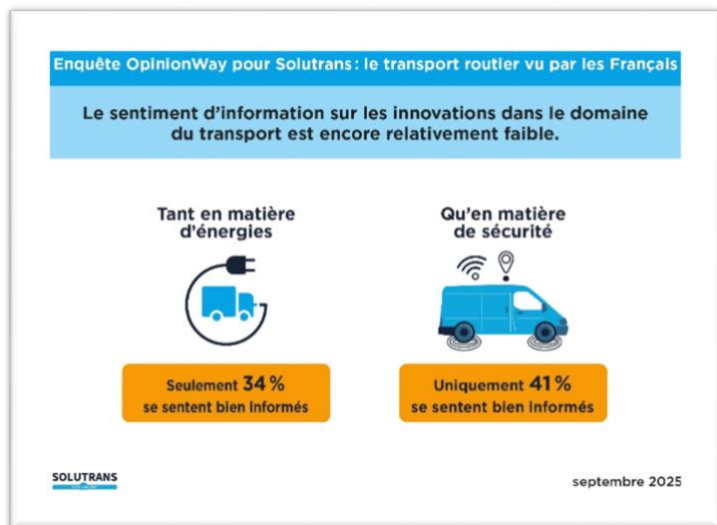 Enquête OpinionWay pour Solutrans : le transport routier vu par les Français
Le sentiment d'information sur les innovations dans le domaine
du transport est encore relativement faible.
Tant en matière
d'énergies
Qu'en matière
de sécurité
Seulement 34 %
se sentent bien informés
Uniquement 41 %
se sentent bien informés
SOLUTRANS
septembre 2025